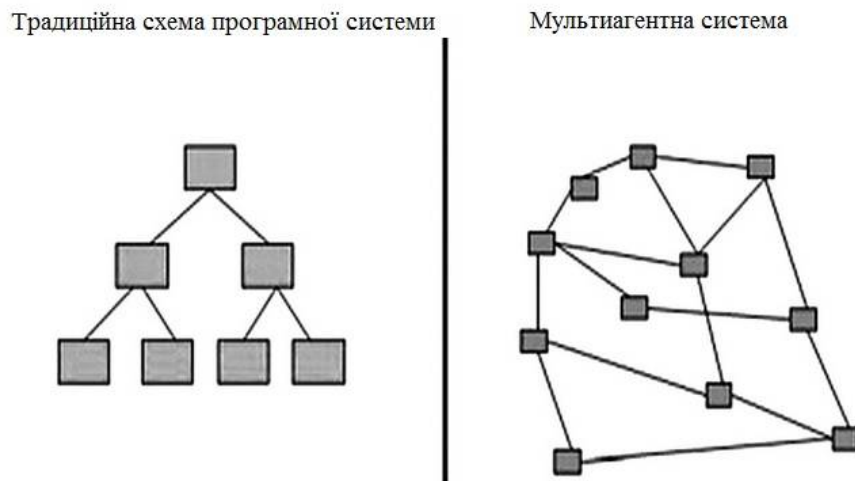 Традиційна схема програмної системи
Мультиагентна система